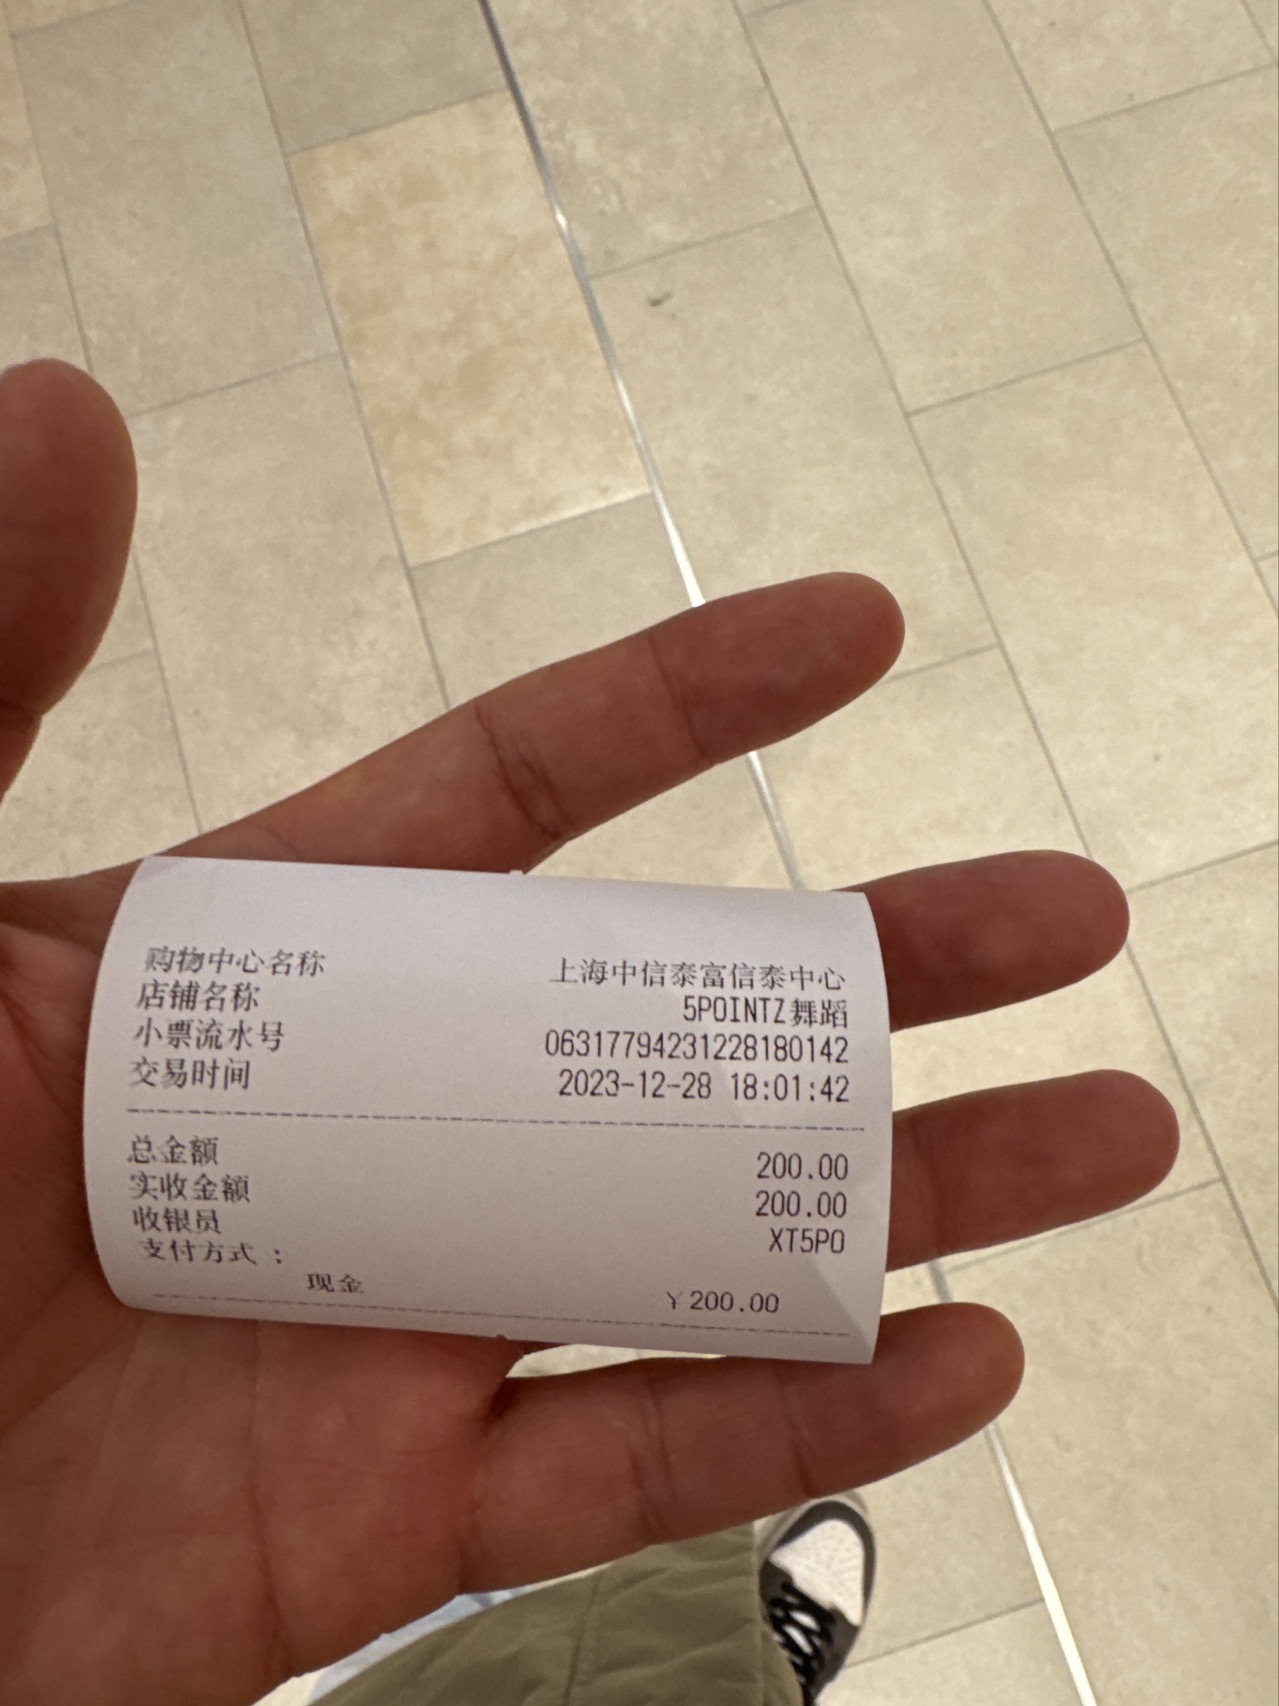 购物中心名称 上海中信泰富信泰中心
店铺名称 5POINTZ舞蹈
小票流水号 06317794231228180142
交易时间 2023-12-28 18:01:42
总金额 200.00
实收金额 200.00
收银员 XT5PO
支付方式 :
现金 ￥200.00